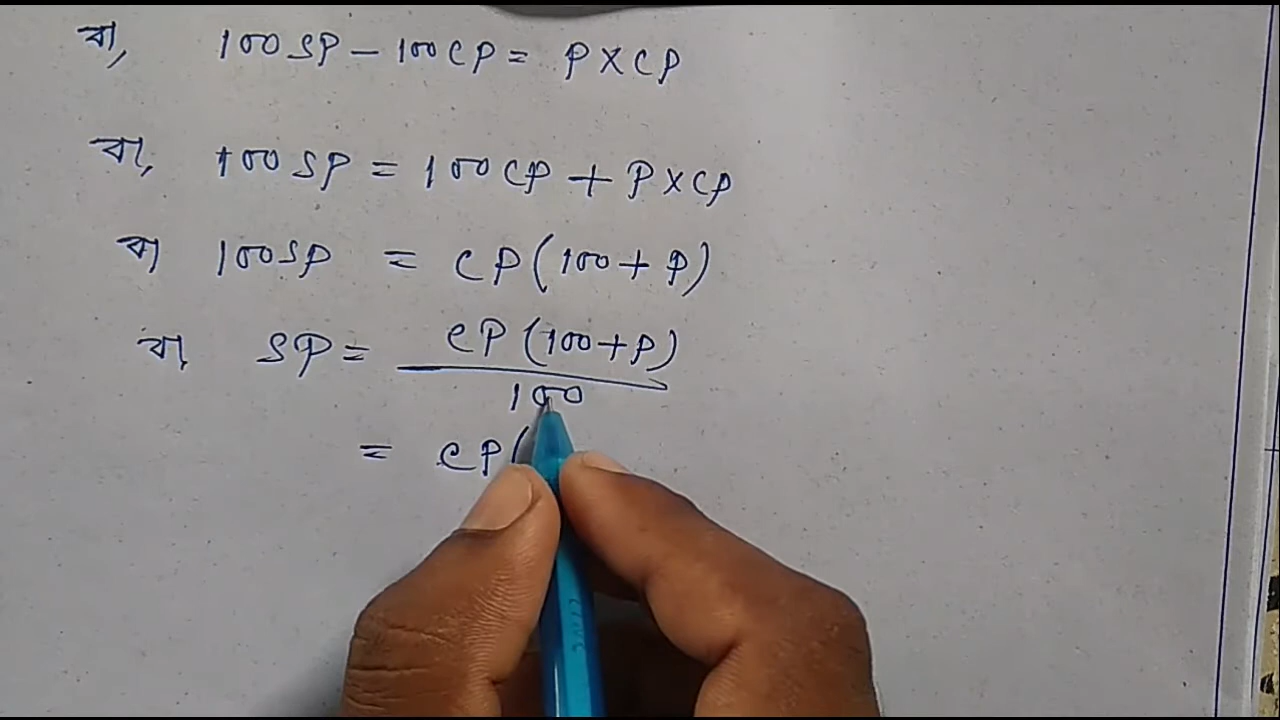 বা, 100SP - 100CP = P×CP
বা, 100SP = 100CP + P×CP
বা 100SP = CP(100+P)
বা, SP = CP(100+P)
100
= CP(